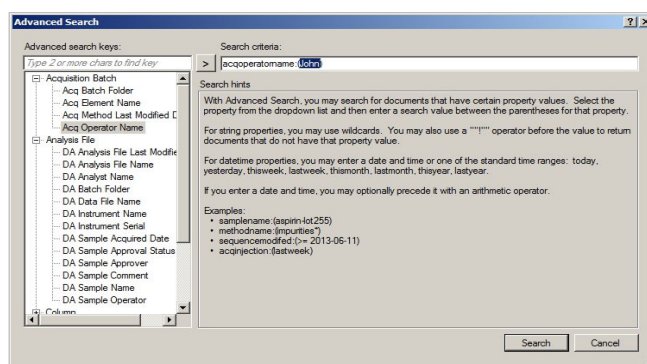 Advanced Search
Advanced search keys:
Type 2 or more chars to find key
Acquisition Batch
Acq Batch Folder
Acq Element Name
Acq Method Last Modified D
Acq Operator Name
Analysis File
DA Analysis File Last Modifie
DA Analysis File Name
DA Analyst Name
DA Batch Folder
DA Data File Name
DA Instrument Name
DA Instrument Serial
DA Sample Acquired Date
DA Sample Approval Status
DA Sample Approver
DA Sample Comment
DA Sample Name
DA Sample Operator
Column
>
Search criteria:
acqoperatorname:(John)
Search hints
With Advanced Search, you may search for documents that have certain property values. Select the
property from the dropdown list and then enter a search value between the parentheses for that property.
For string properties, you may use wildcards. You may also use a ""!"" operator before the value to return
documents that do not have that property value.
For datetime properties, you may enter a date and time or one of the standard time ranges: today,
yesterday, thisweek, lastweek, thismonth, lastmonth, thisyear, lastyear.
If you enter a date and time, you may optionally precede it with an arithmetic operator.
Examples:
• samplename:(aspirin-lot255)
• methodname:(impurities*)
• sequencemodifed:(>= 2013-06-11)
• acqinjection:(lastweek)
Search
Cancel